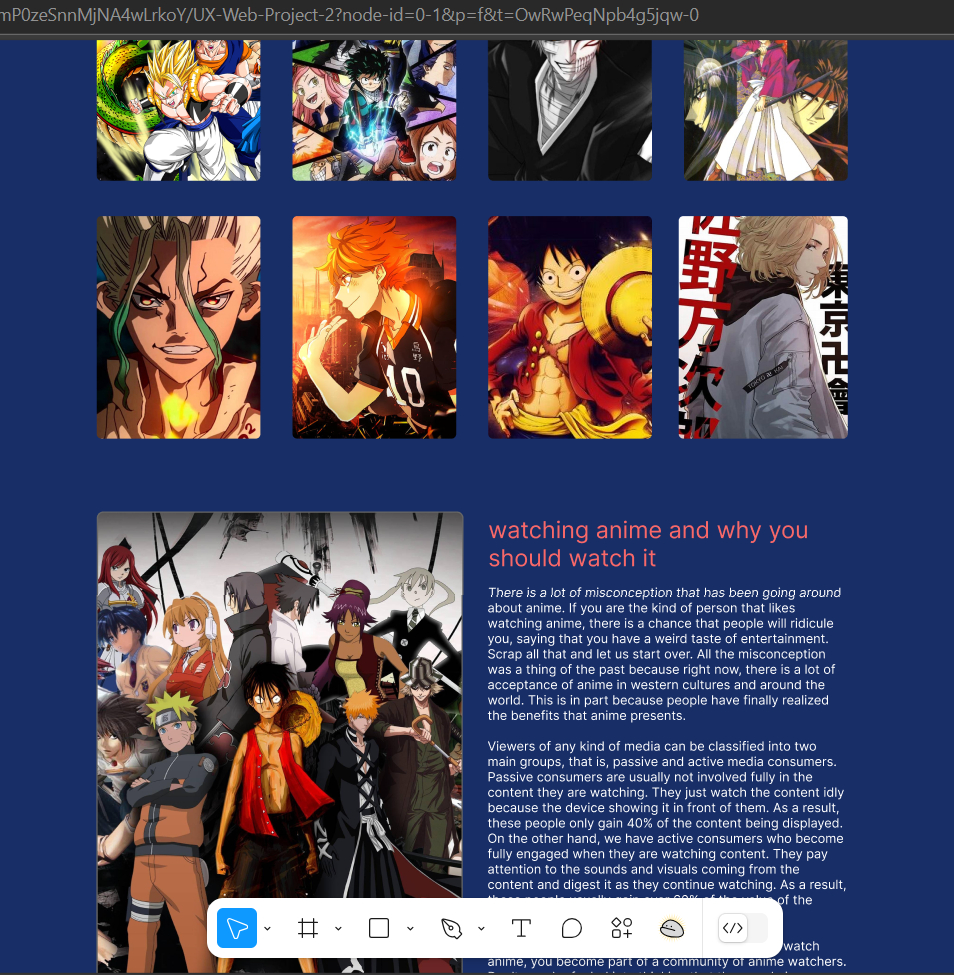 mP0zeSnnMjNA4wLrkoY/UX-Web-Project-2?node-id=0-1&p=f&t=OwRwPeqNpb4g5jqw-0
佐野万次郎
東京卍會
烏野
10
watching anime and why you
should watch it
There is a lot of misconception that has been going around
about anime. If you are the kind of person that likes
watching anime, there is a chance that people will ridicule
you, saying that you have a weird taste of entertainment.
Scrap all that and let us start over. All the misconception
was a thing of the past because right now, there is a lot of
acceptance of anime in western cultures and around the
world. This is in part because people have finally realized
the benefits that anime presents.
Viewers of any kind of media can be classified into two
main groups, that is, passive and active media consumers.
Passive consumers are usually not involved fully in the
content they are watching. They just watch the content idly
because the device showing it in front of them. As a result,
these people only gain 40% of the content being displayed.
On the other hand, we have active consumers who become
fully engaged when they are watching content. They pay
attention to the sounds and visuals coming from the
content and digest it as they continue watching. As a result,
these people usually gain over 80% of the value of the
watch
anime, you become part of a community of anime watchers.